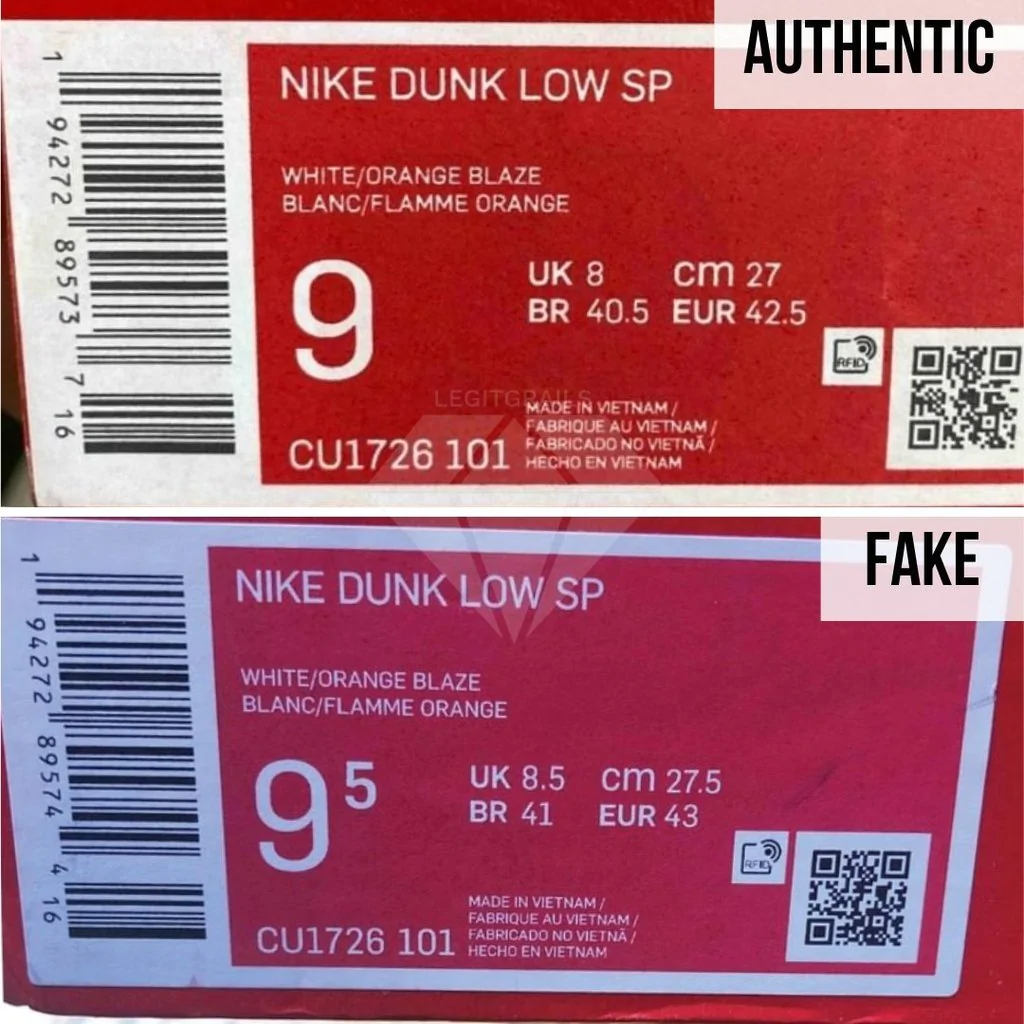 AUTHENTIC
NIKE DUNK LOW SP
WHITE/ORANGE BLAZE
BLANC/FLAMME ORANGE
9
UK 8 cm 27
BR 40.5 EUR 42.5
RFID
LEGITGRAILS
MADE IN VIETNAM /
FABRIQUE AU VIETNAM /
FABRICADO NO VIETNÃ /
HECHO EN VIETNAM
CU1726 101
1 94272 89573 7 16
FAKE
NIKE DUNK LOW SP
WHITE/ORANGE BLAZE
BLANC/FLAMME ORANGE
9 5
UK 8.5 cm 27.5
BR 41 EUR 43
RFID
MADE IN VIETNAM /
FABRIQUE AU VIETNAM /
FABRICADO NO VIETNÃ /
HECHO EN VIETNAM
CU1726 101
1 94272 89574 4 16